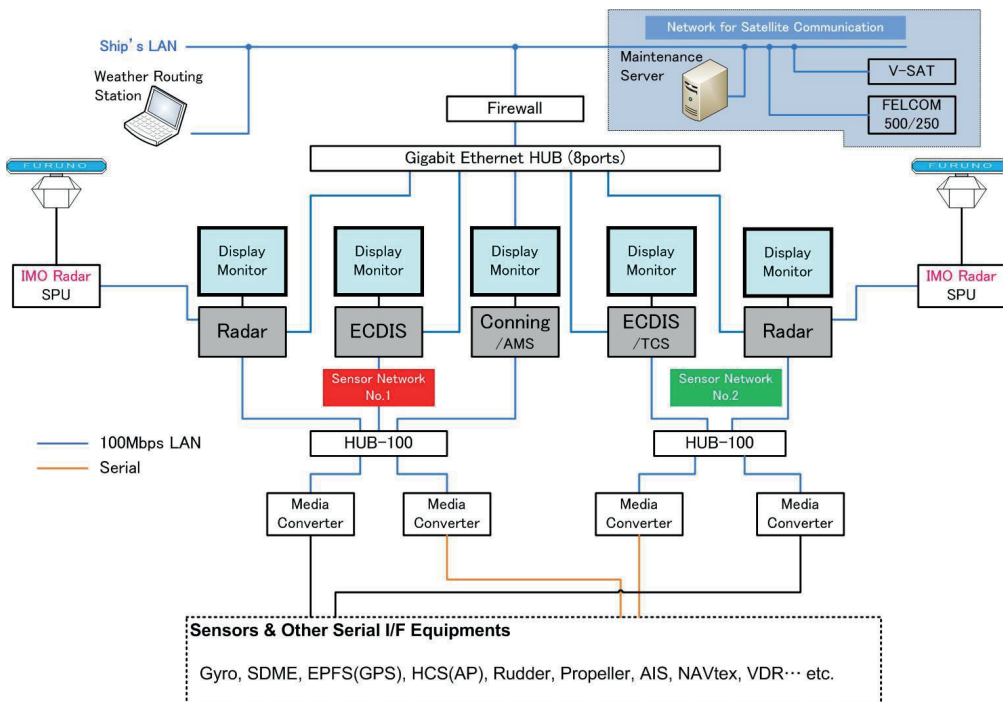 Network for Satellite Communication
Ship's LAN
Maintenance
Server
V-SAT
Weather Routing
Station
Firewall
FELCOM
500/250
Gigabit Ethernet HUB (8ports)
FURUNO
FURUNO
Display
Monitor
Display
Monitor
Display
Monitor
Display
Monitor
Display
Monitor
IMO Radar
SPU
IMO Radar
SPU
Radar
ECDIS
Conning
/AMS
ECDIS
/TCS
Radar
Sensor Network
No.1
Sensor Network
No.2
100Mbps LAN
Serial
HUB-100
HUB-100
Media
Converter
Media
Converter
Media
Converter
Media
Converter
Sensors & Other Serial I/F Equipments
Gyro, SDME, EPFS(GPS), HCS(AP), Rudder, Propeller, AIS, NAVtex, VDR… etc.